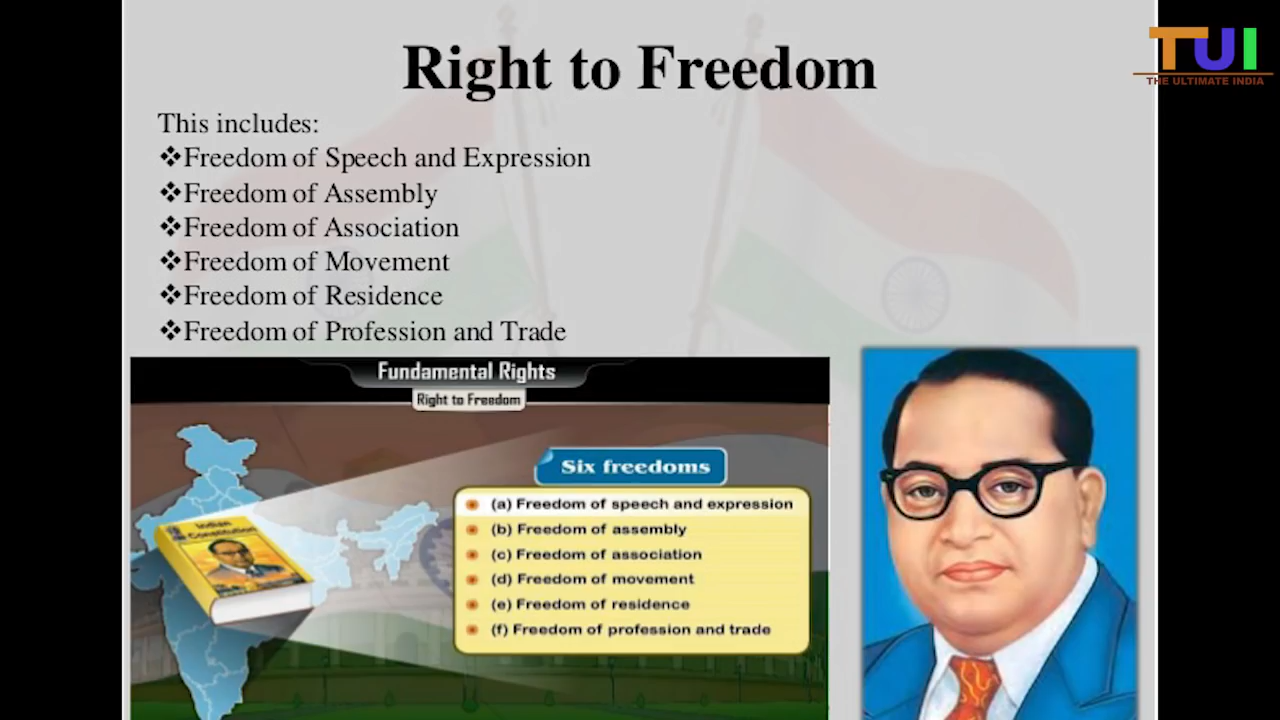 Right to Freedom
TUI
THE ULTIMATE INDIA
This includes:
❖Freedom of Speech and Expression
❖Freedom of Assembly
❖Freedom of Association
❖Freedom of Movement
❖Freedom of Residence
❖Freedom of Profession and Trade
Fundamental Rights
Right to Freedom
Six freedoms
(a) Freedom of speech and expression
(b) Freedom of assembly
(c) Freedom of association
(d) Freedom of movement
(e) Freedom of residence
(f) Freedom of profession and trade
Indian
Constitution